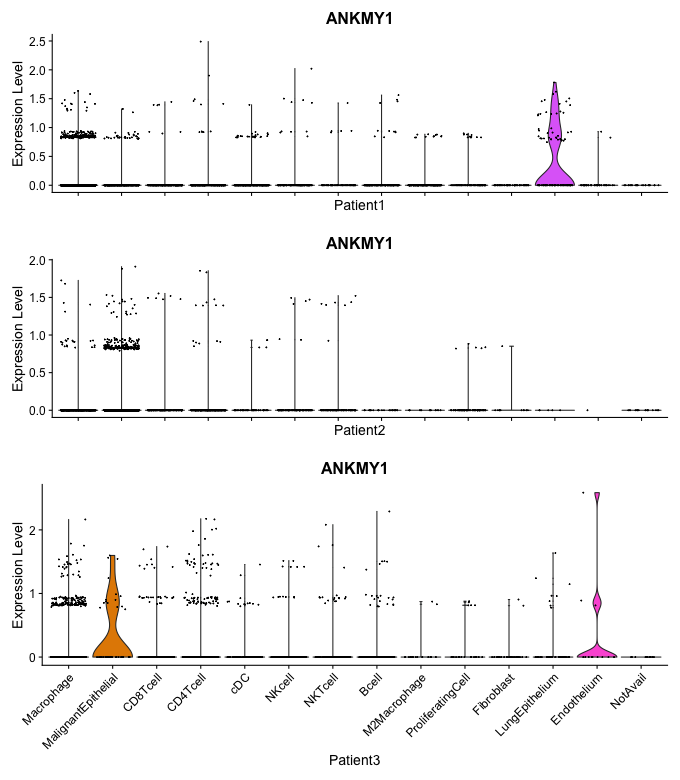 ANKMY1
Expression Level
2.5
2.0
1.5
1.0
0.5
0.0
Patient1
ANKMY1
Expression Level
2.0
1.5
1.0
0.5
0.0
Patient2
ANKMY1
Expression Level
2
1
0
Macrophage
MalignantEpithelial
CD8Tcell
CD4Tcell
cDC
NKcell
NKTcell
Bcell
M2Macrophage
ProliferatingCell
Fibroblast
LungEpithelium
Endothelium
NotAvail
Patient3